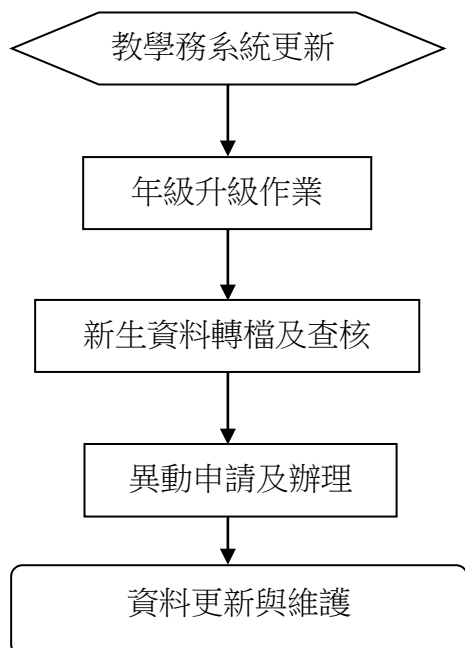 教學務系統更新
年級升級作業
新生資料轉檔及查核
異動申請及辦理
資料更新與維護